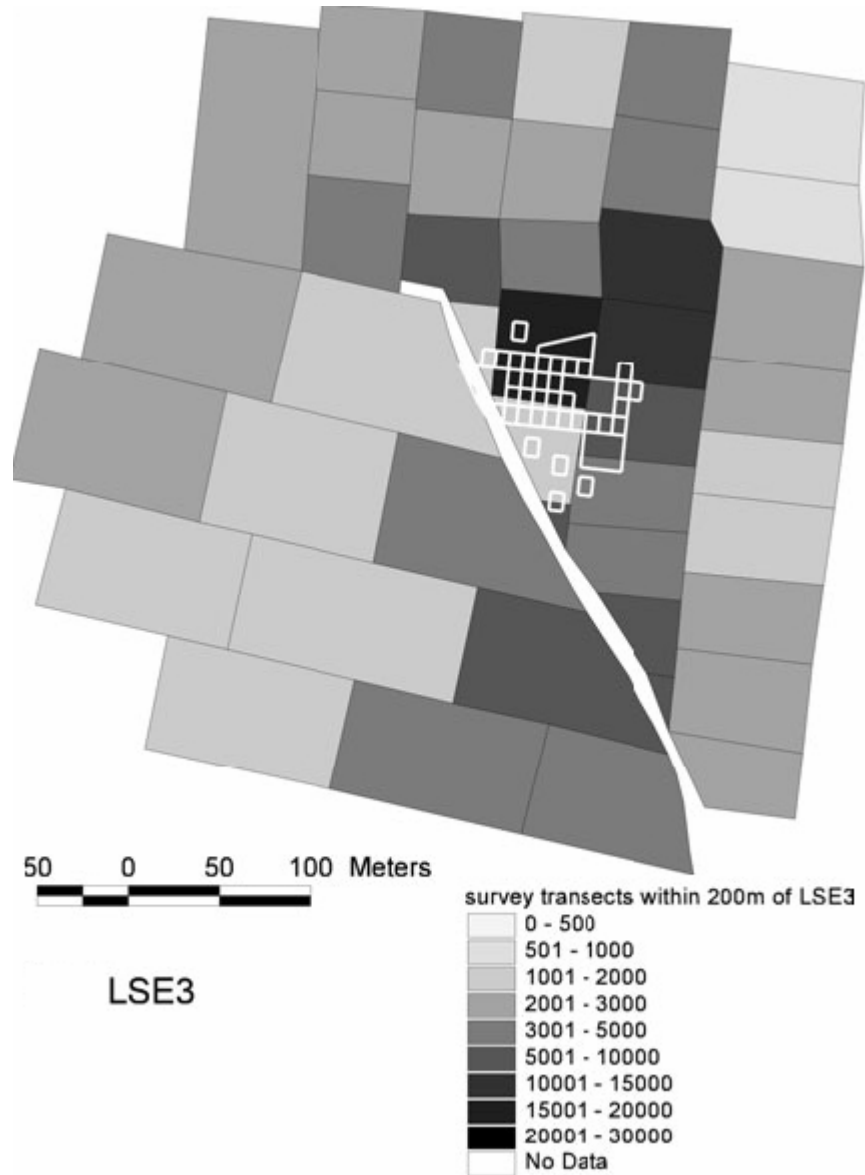 50 0 50 100 Meters
LSE3
survey transects within 200m of LSE3
0 - 500
501 - 1000
1001 - 2000
2001 - 3000
3001 - 5000
5001 - 10000
10001 - 15000
15001 - 20000
20001 - 30000
No Data